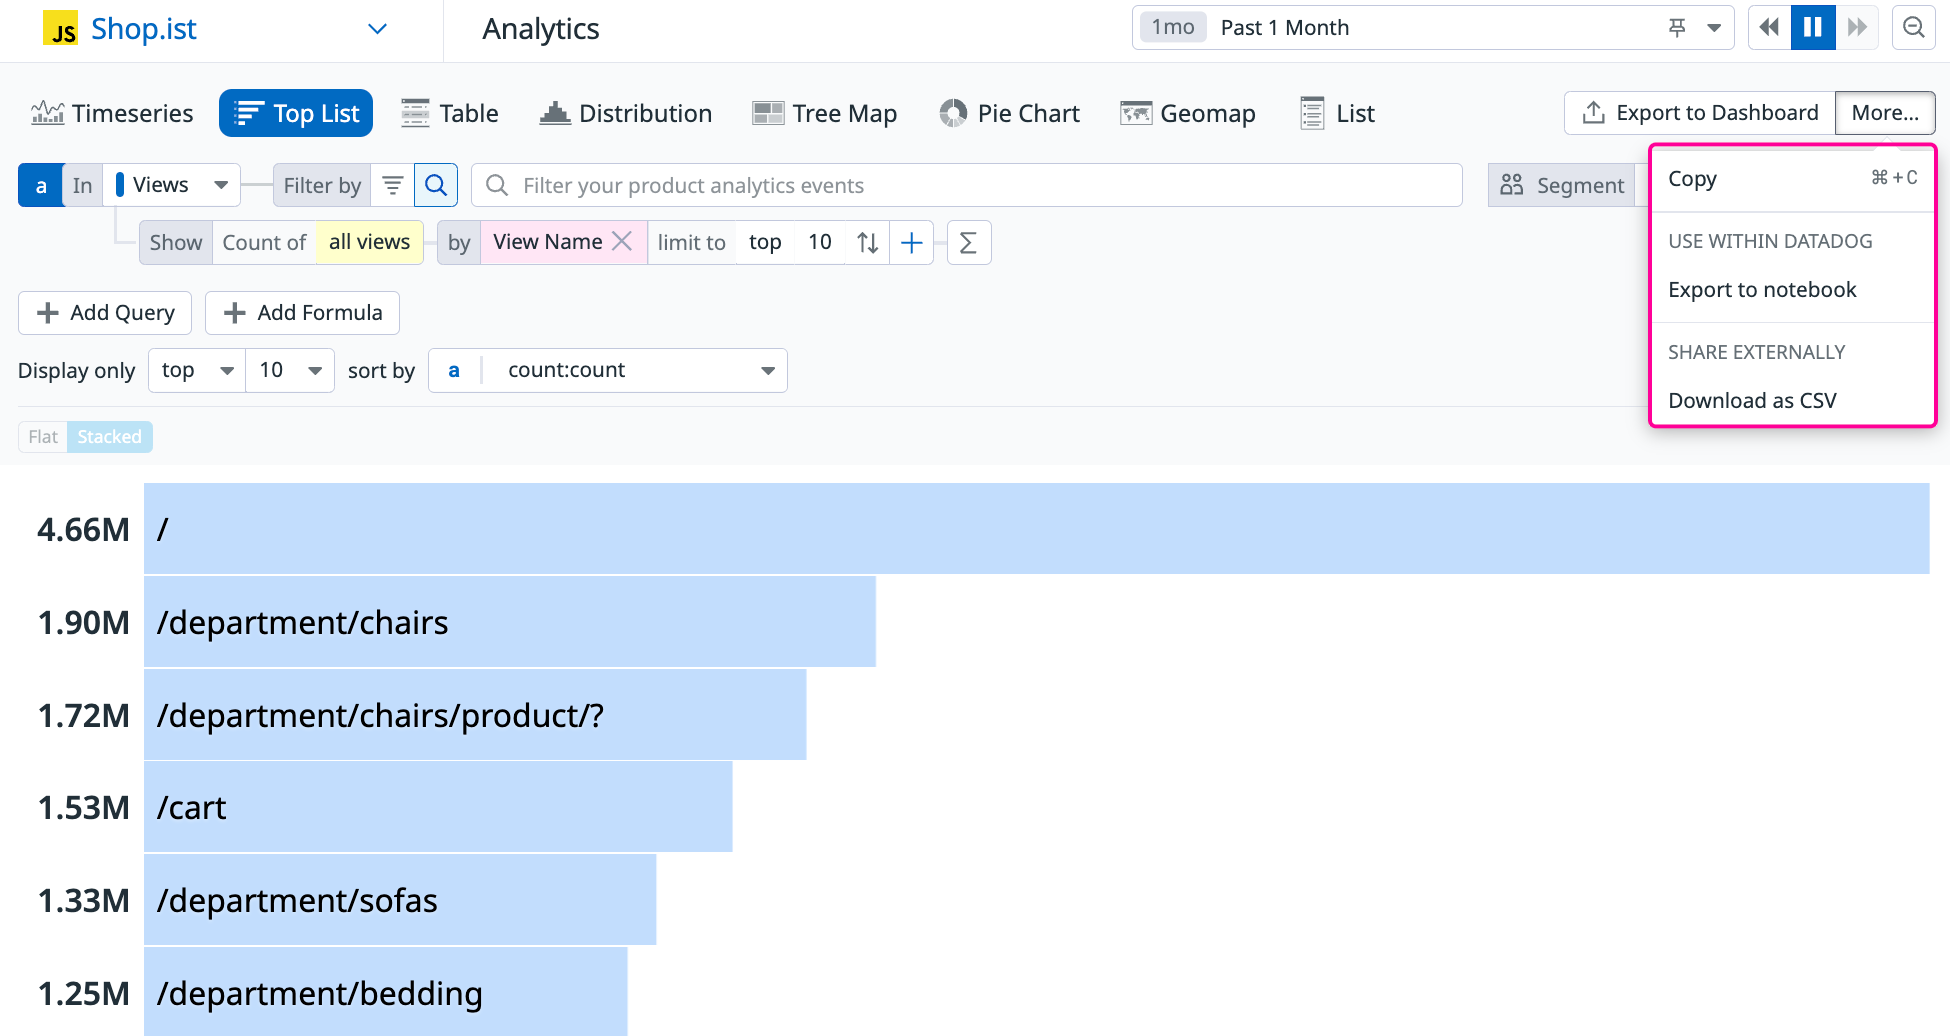 JS Shop.ist Analytics 1mo Past 1 Month
Timeseries Top List Table Distribution Tree Map Pie Chart Geomap List Export to Dashboard More...
a In Views Filter by Filter your product analytics events Segment
Copy ⌘+C
Show Count of all views by View Name limit to top 10 Σ
USE WITHIN DATADOG
Export to notebook
Add Query Add Formula
SHARE EXTERNALLY
Display only top 10 sort by a count:count
Download as CSV
Flat Stacked
4.66M /
1.90M /department/chairs
1.72M /department/chairs/product/?
1.53M /cart
1.33M /department/sofas
1.25M /department/bedding